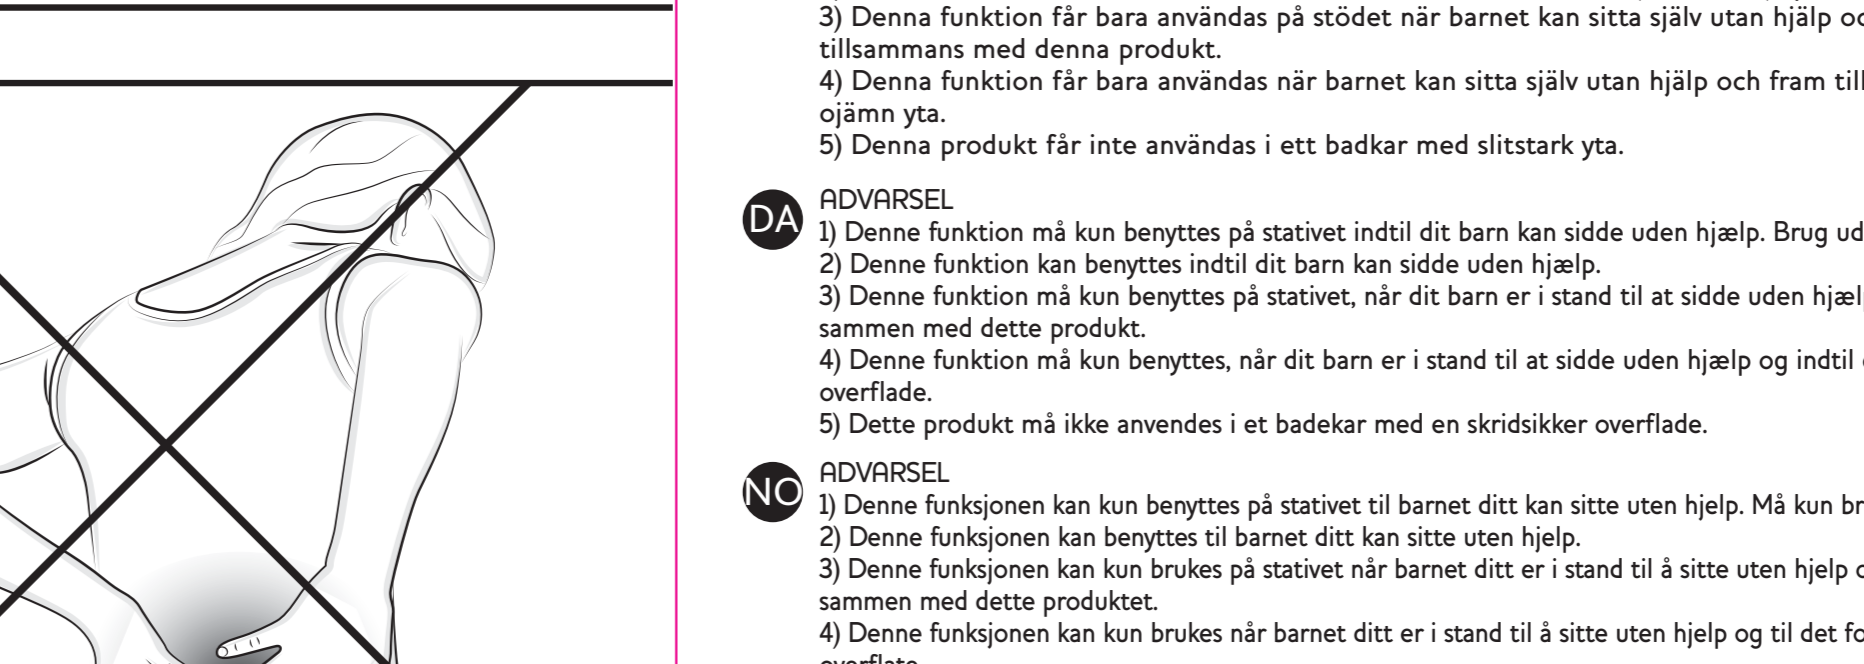 3) Denna funktion får bara användas på stödet när barnet kan sitta själv utan hjälp
tillsammans med denna produkt.
4) Denna funktion får bara användas när barnet kan sitta själv utan hjälp och fram
ojämn yta.
5) Denna produkt får inte användas i ett badkar med slitstark yta.
DA
ADVARSEL
1) Denne funktion må kun benyttes på stativet indtil dit barn kan sidde uden hjælp. Brug
2) Denne funktion kan benyttes indtil dit barn kan sidde uden hjælp.
3) Denne funktion må kun benyttes på stativet, når dit barn er i stand til at sidde uden
sammen med dette produkt.
4) Denne funktion må kun benyttes, når dit barn er i stand til at sidde uden hjælp og indtil
overflade.
5) Dette produkt må ikke anvendes i et badekar med en skridsikker overflade.
NO
ADVARSEL
1) Denne funksjonen kan kun benyttes på stativet til barnet ditt kan sitte uten hjelp. Må kun
2) Denne funksjonen kan benyttes til barnet ditt kan sitte uten hjelp.
3) Denne funksjonen kan kun brukes på stativet når barnet ditt er i stand til å sitte uten hjelp
sammen med dette produktet.
4) Denne funksjonen kan kun brukes når barnet ditt er i stand til å sitte uten hjelp og til det